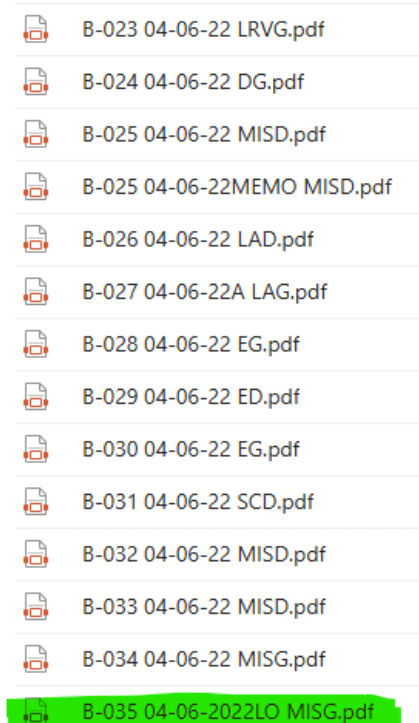 B-023 04-06-22 LRVG.pdf
B-024 04-06-22 DG.pdf
B-025 04-06-22 MISD.pdf
B-025 04-06-22MEMO MISD.pdf
B-026 04-06-22 LAD.pdf
B-027 04-06-22A LAG.pdf
B-028 04-06-22 EG.pdf
B-029 04-06-22 ED.pdf
B-030 04-06-22 EG.pdf
B-031 04-06-22 SCD.pdf
B-032 04-06-22 MISD.pdf
B-033 04-06-22 MISD.pdf
B-034 04-06-22 MISG.pdf
B-035 04-06-2022LO MISG.pdf